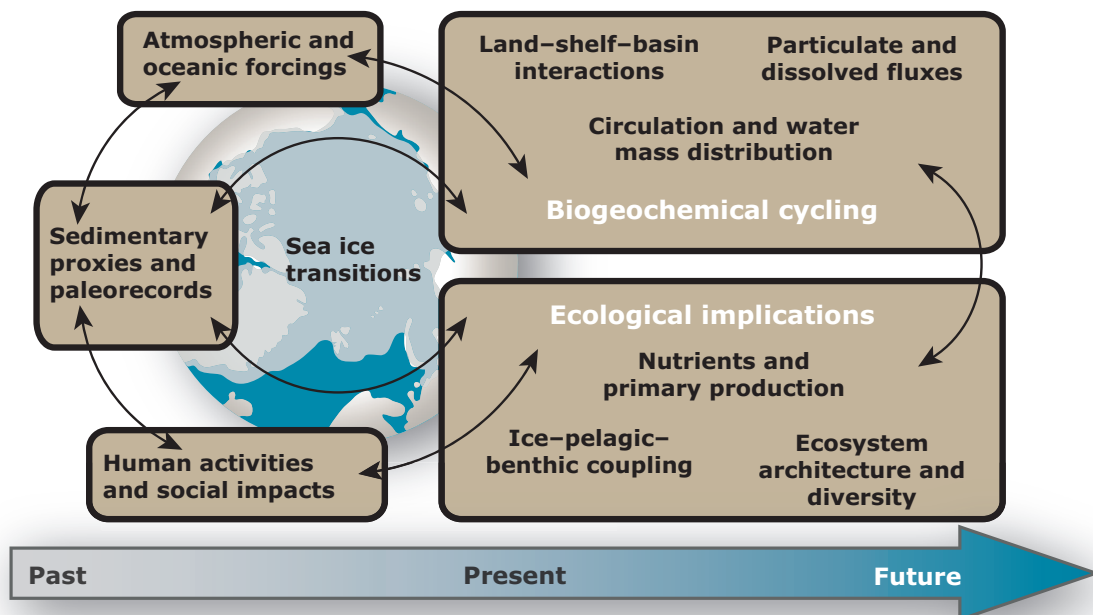 Atmospheric and
oceanic forcings
Land–shelf–basin
interactions
Particulate and
dissolved fluxes
Circulation and water
mass distribution
Biogeochemical cycling
Sedimentary
proxies and
paleorecords
Sea ice
transitions
Ecological implications
Nutrients and
primary production
Ice–pelagic–
benthic coupling
Ecosystem
architecture and
diversity
Human activities
and social impacts
Past
Present
Future